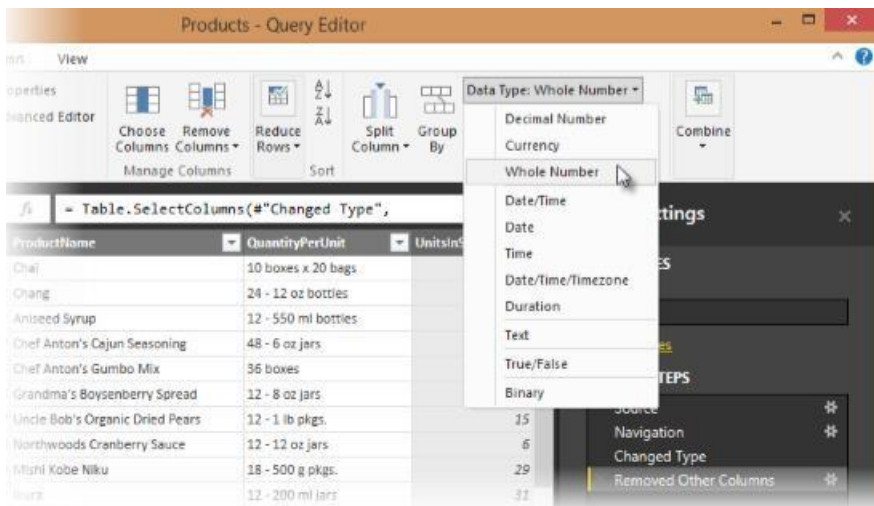 Products - Query Editor
View
Advanced Editor
Choose Columns
Remove Columns
Manage Columns
Reduce Rows
Sort
Split Column
Group By
Data Type: Whole Number
Combine
Decimal Number
Currency
Whole Number
Date/Time
Date
Time
Date/Time/Timezone
Duration
Text
True/False
Binary
fx = Table.SelectColumns(#"Changed Type",
ProductName QuantityPerUnit
Chai 10 boxes x 20 bags
Chang 24 - 12 oz bottles
Aniseed Syrup 12 - 550 ml bottles
Chef Anton's Cajun Seasoning 48 - 6 oz jars
Chef Anton's Gumbo Mix 36 boxes
Grandma's Boysenberry Spread 12 - 8 oz jars
Uncle Bob's Organic Dried Pears 12 - 1 lb pkgs. 15
Northwoods Cranberry Sauce 12 - 12 oz jars 6
Mishi Kobe Niku 18 - 500 g pkgs. 29
Ikura 12 - 200 ml jars 31
Source
Navigation
Changed Type
Removed Other Columns